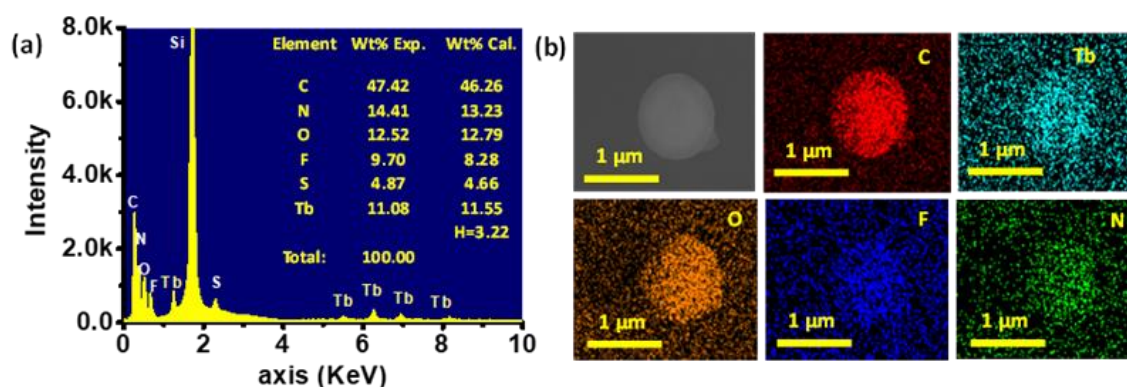 (a)
Intensity
8.0k
6.0k
4.0k
2.0k
0.0
0 2 4 6 8 10
axis (KeV)
Si
C
N
O
F
Tb
S
Tb
Tb
Tb
Tb
Element Wt% Exp. Wt% Cal.
C 47.42 46.26
N 14.41 13.23
O 12.52 12.79
F 9.70 8.28
S 4.87 4.66
Tb 11.08 11.55
H=3.22
Total: 100.00
(b)
1 μm
C
1 μm
Tb
1 μm
O
1 μm
F
1 μm
N
1 μm